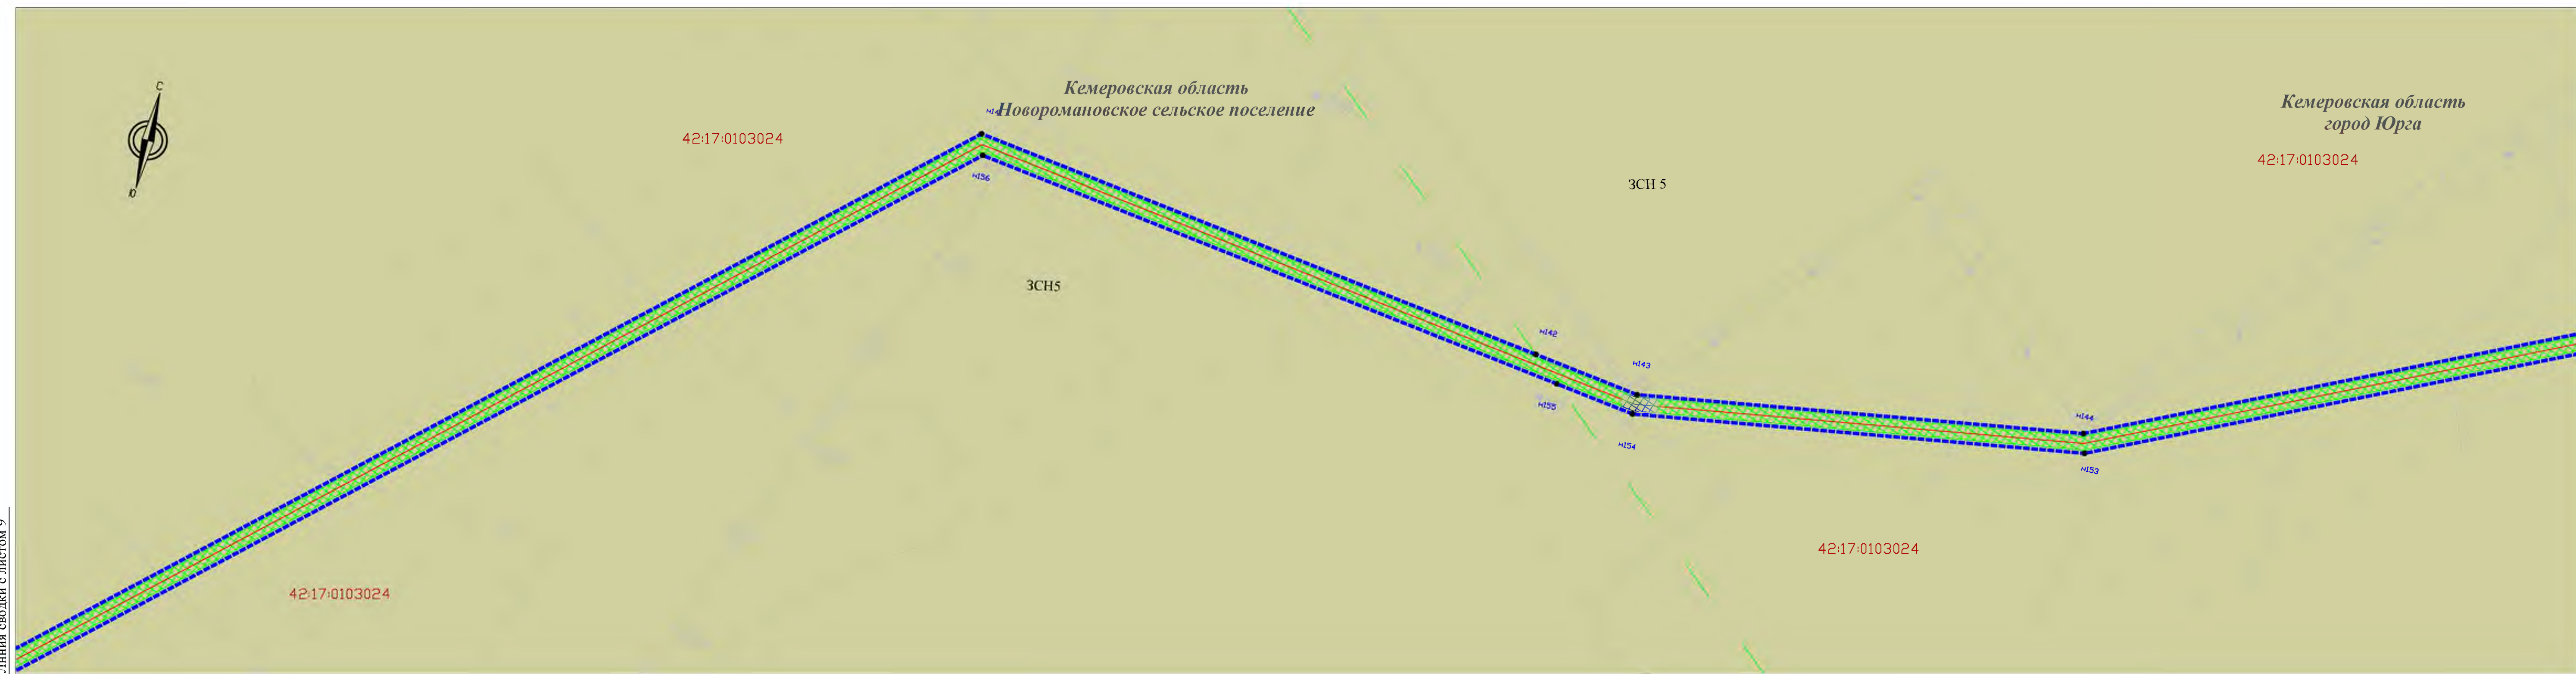 С
Ю
Кемеровская область
Новоромановское сельское поселение
Кемеровская область
город Юрга
42:17:0103024
42:17:0103024
ЗСН 5
н156
ЗСН5
н142
н143
н155
н144
н154
н153
42:17:0103024
42:17:0103024
Линия сводки с листом 9